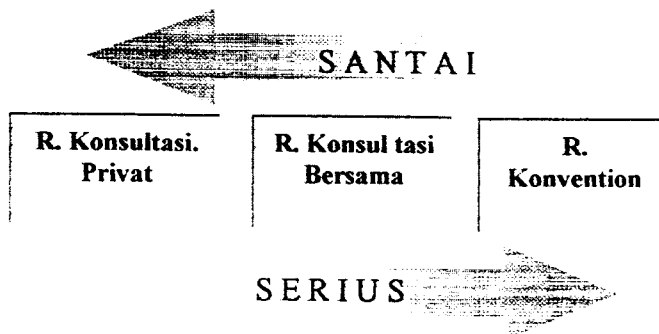 SANTAI
R. Konsultasi.
Privat
R. Konsul tasi
Bersama
R.
Konvention
SERIUS